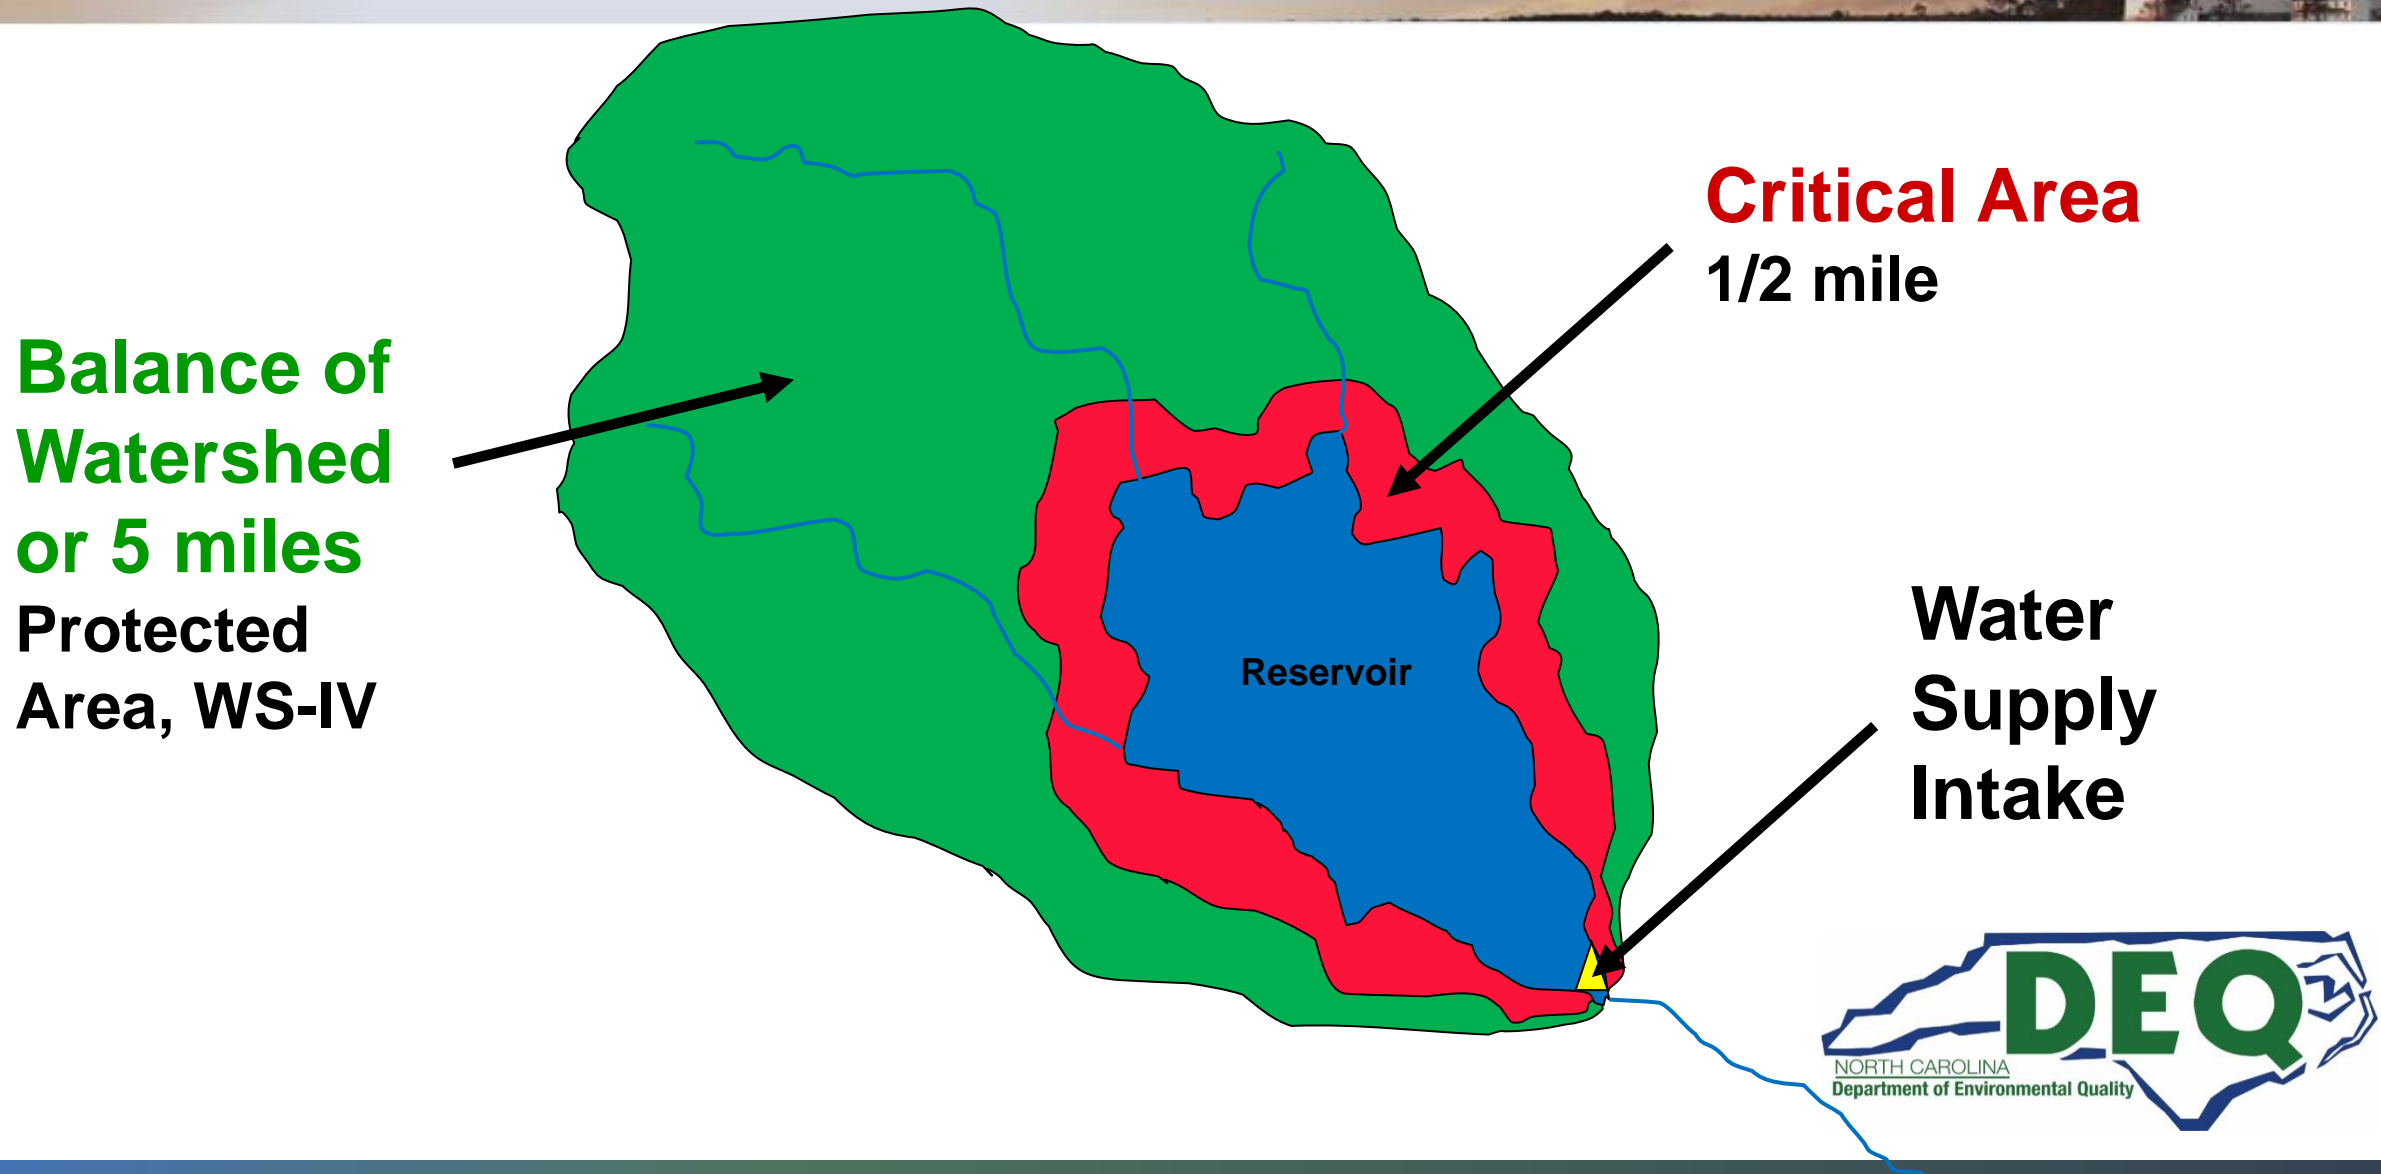 Balance of
Watershed
or 5 miles
Protected
Area, WS-IV
Critical Area
1/2 mile
Reservoir
Water
Supply
Intake
DEQ
NORTH CAROLINA
Department of Environmental Quality